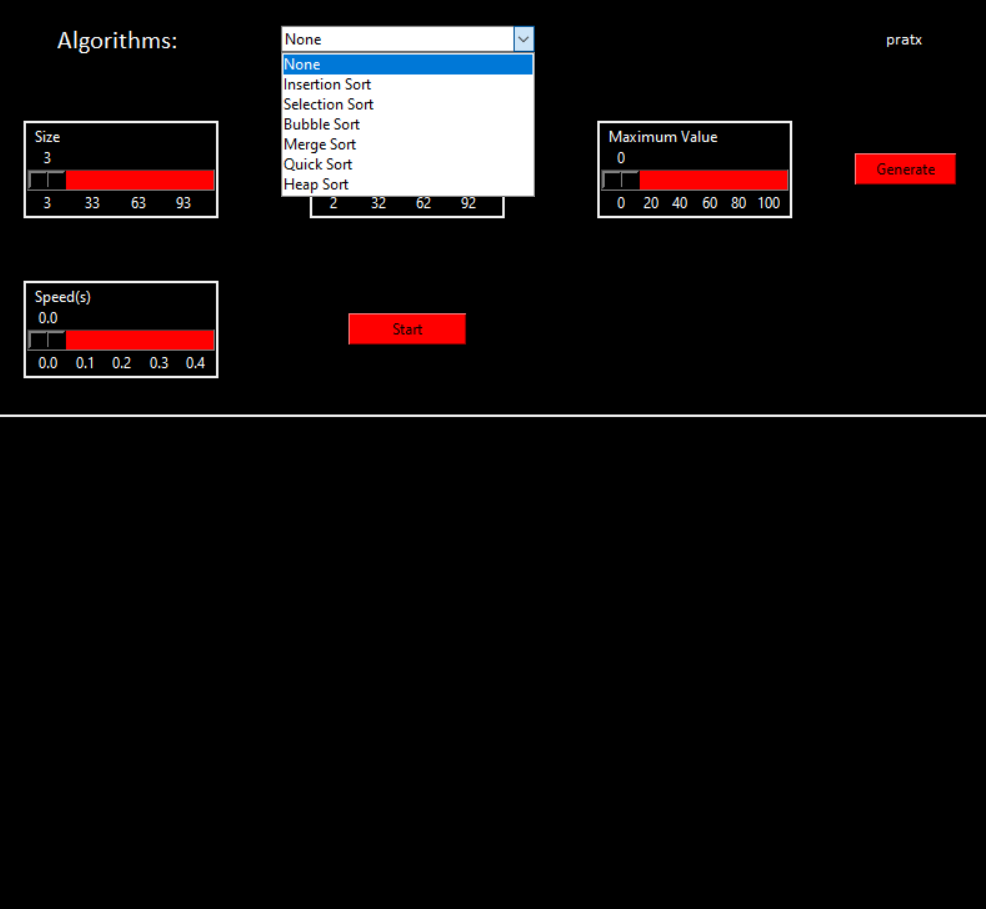 Algorithms:
None
pratx
None
Insertion Sort
Selection Sort
Bubble Sort
Merge Sort
Quick Sort
Heap Sort
Size
3
3 33 63 93
2 32 62 92
Maximum Value
0
0 20 40 60 80 100
Generate
Speed(s)
0.0
0.0 0.1 0.2 0.3 0.4
Start